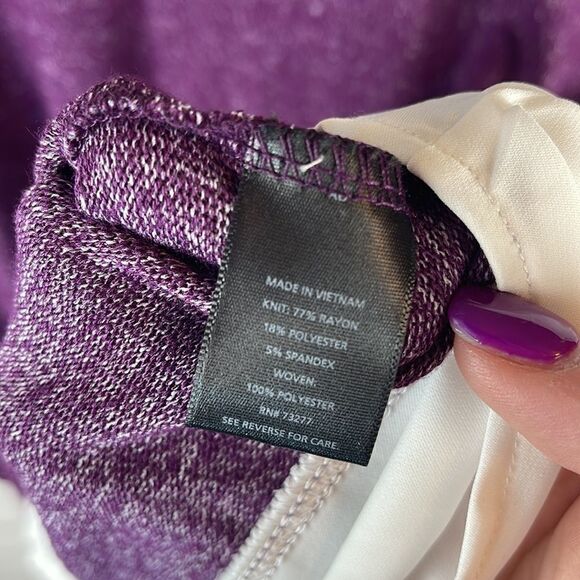 MADE IN VIETNAM
KNIT: 77% RAYON
18% POLYESTER
5% SPANDEX
WOVEN:
100% POLYESTER
RN# 73277
SEE REVERSE FOR CARE